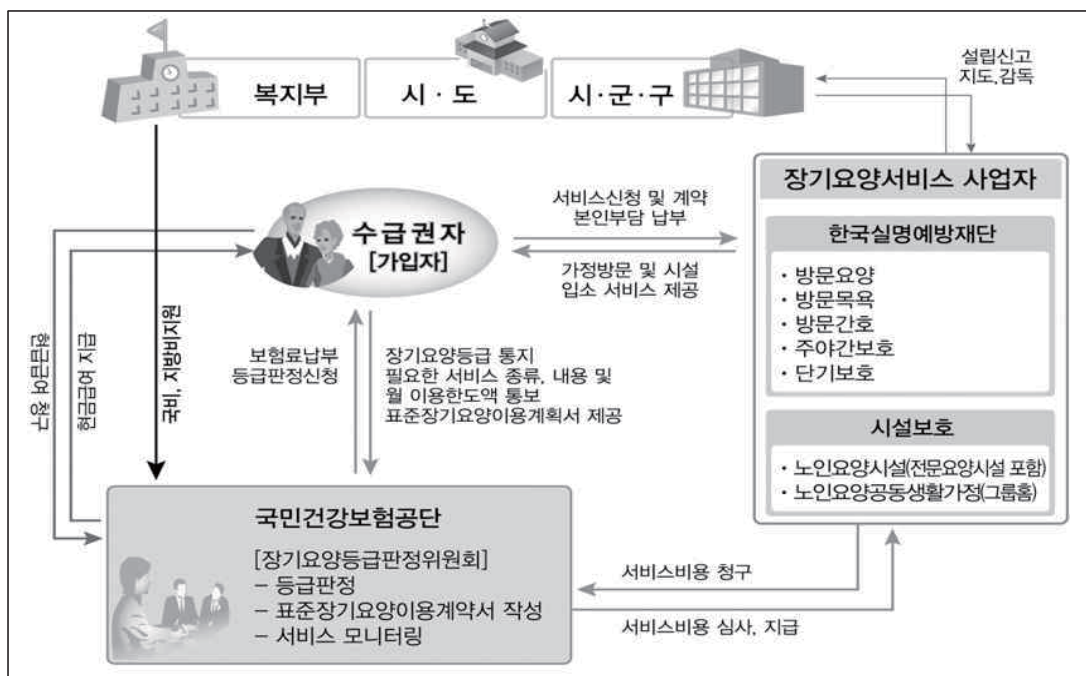 복지부
시·도
시·군·구
설립신고
지도,감독
장기요양서비스 사업자
한국실명예방재단
· 방문요양
· 방문목욕
· 방문간호
· 주야간보호
· 단기보호
시설보호
· 노인요양시설(전문요양시설 포함)
· 노인요양공동생활가정(그룹홈)
수급권자
[가입자]
서비스신청 및 계약
본인부담 납부
가정방문 및 시설
입소 서비스 제공
현금급여 청구
현금급여 지급
국비, 지방비지원
보험료납부
등급판정신청
장기요양등급 통지
필요한 서비스 종류, 내용 및
월 이용한도액 통보
표준장기요양이용계획서 제공
국민건강보험공단
[장기요양등급판정위원회]
– 등급판정
– 표준장기요양이용계약서 작성
– 서비스 모니터링
서비스비용 청구
서비스비용 심사, 지급